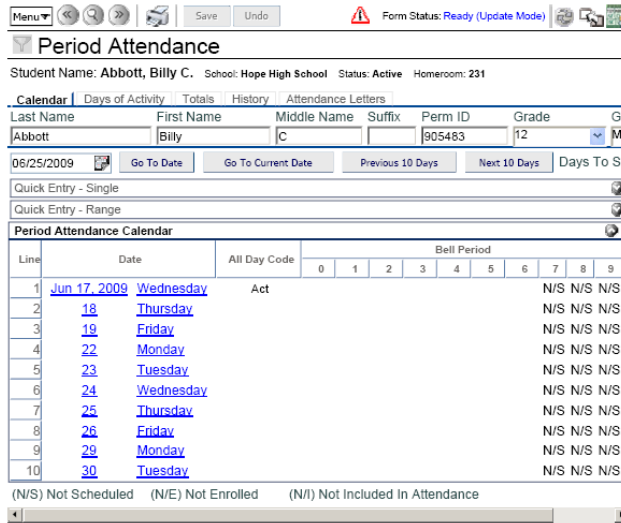 Menu Save Undo Form Status: Ready (Update Mode)
Period Attendance
Student Name: Abbott, Billy C. School: Hope High School Status: Active Homeroom: 231
Calendar Days of Activity Totals History Attendance Letters
Last Name First Name Middle Name Suffix Perm ID Grade G
Abbott Billy C 905483 12 M
06/25/2009 Go To Date Go To Current Date Previous 10 Days Next 10 Days Days To S
Quick Entry - Single
Quick Entry - Range
Period Attendance Calendar
Line Date All Day Code Bell Period
0 1 2 3 4 5 6 7 8 9
1 Jun 17, 2009 Wednesday Act N/S N/S N/S
2 18 Thursday N/S N/S N/S
3 19 Friday N/S N/S N/S
4 22 Monday N/S N/S N/S
5 23 Tuesday N/S N/S N/S
6 24 Wednesday N/S N/S N/S
7 25 Thursday N/S N/S N/S
8 26 Friday N/S N/S N/S
9 29 Monday N/S N/S N/S
10 30 Tuesday N/S N/S N/S
(N/S) Not Scheduled (N/E) Not Enrolled (N/I) Not Included In Attendance